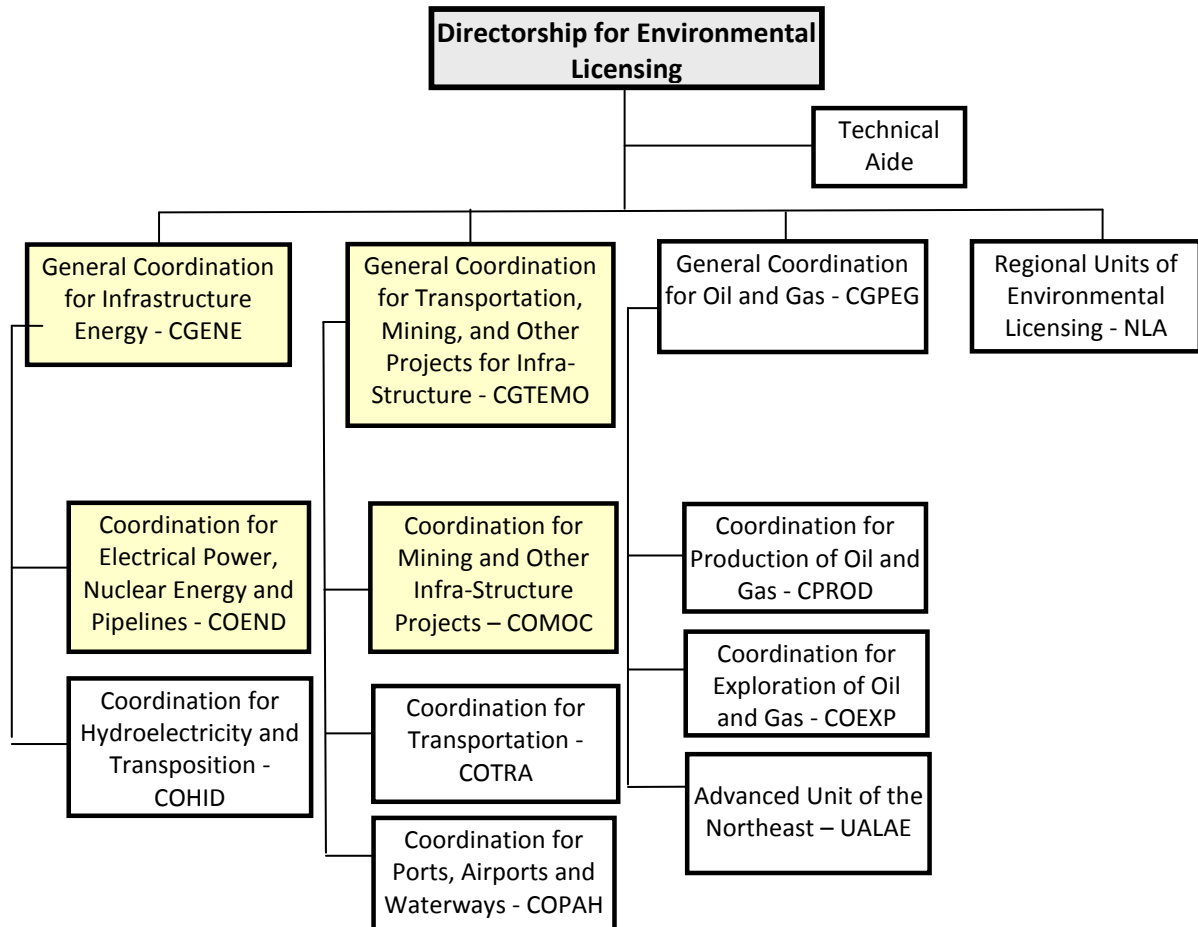 Directorship for Environmental
Licensing
Technical
Aide
General Coordination
for Infrastructure
Energy - CGENE
General Coordination
for Transportation,
Mining, and Other
Projects for Infra-
Structure - CGTEMO
General Coordination
for Oil and Gas - CGPEG
Regional Units of
Environmental
Licensing - NLA
Coordination for
Electrical Power,
Nuclear Energy and
Pipelines - COEND
Coordination for
Mining and Other
Infra-Structure
Projects – COMOC
Coordination for
Production of Oil and
Gas - CPROD
Coordination for
Hydroelectricity and
Transposition -
COHID
Coordination for
Transportation -
COTRA
Coordination for
Exploration of Oil
and Gas - COEXP
Advanced Unit of the
Northeast – UALAE
Coordination for
Ports, Airports and
Waterways - COPAH